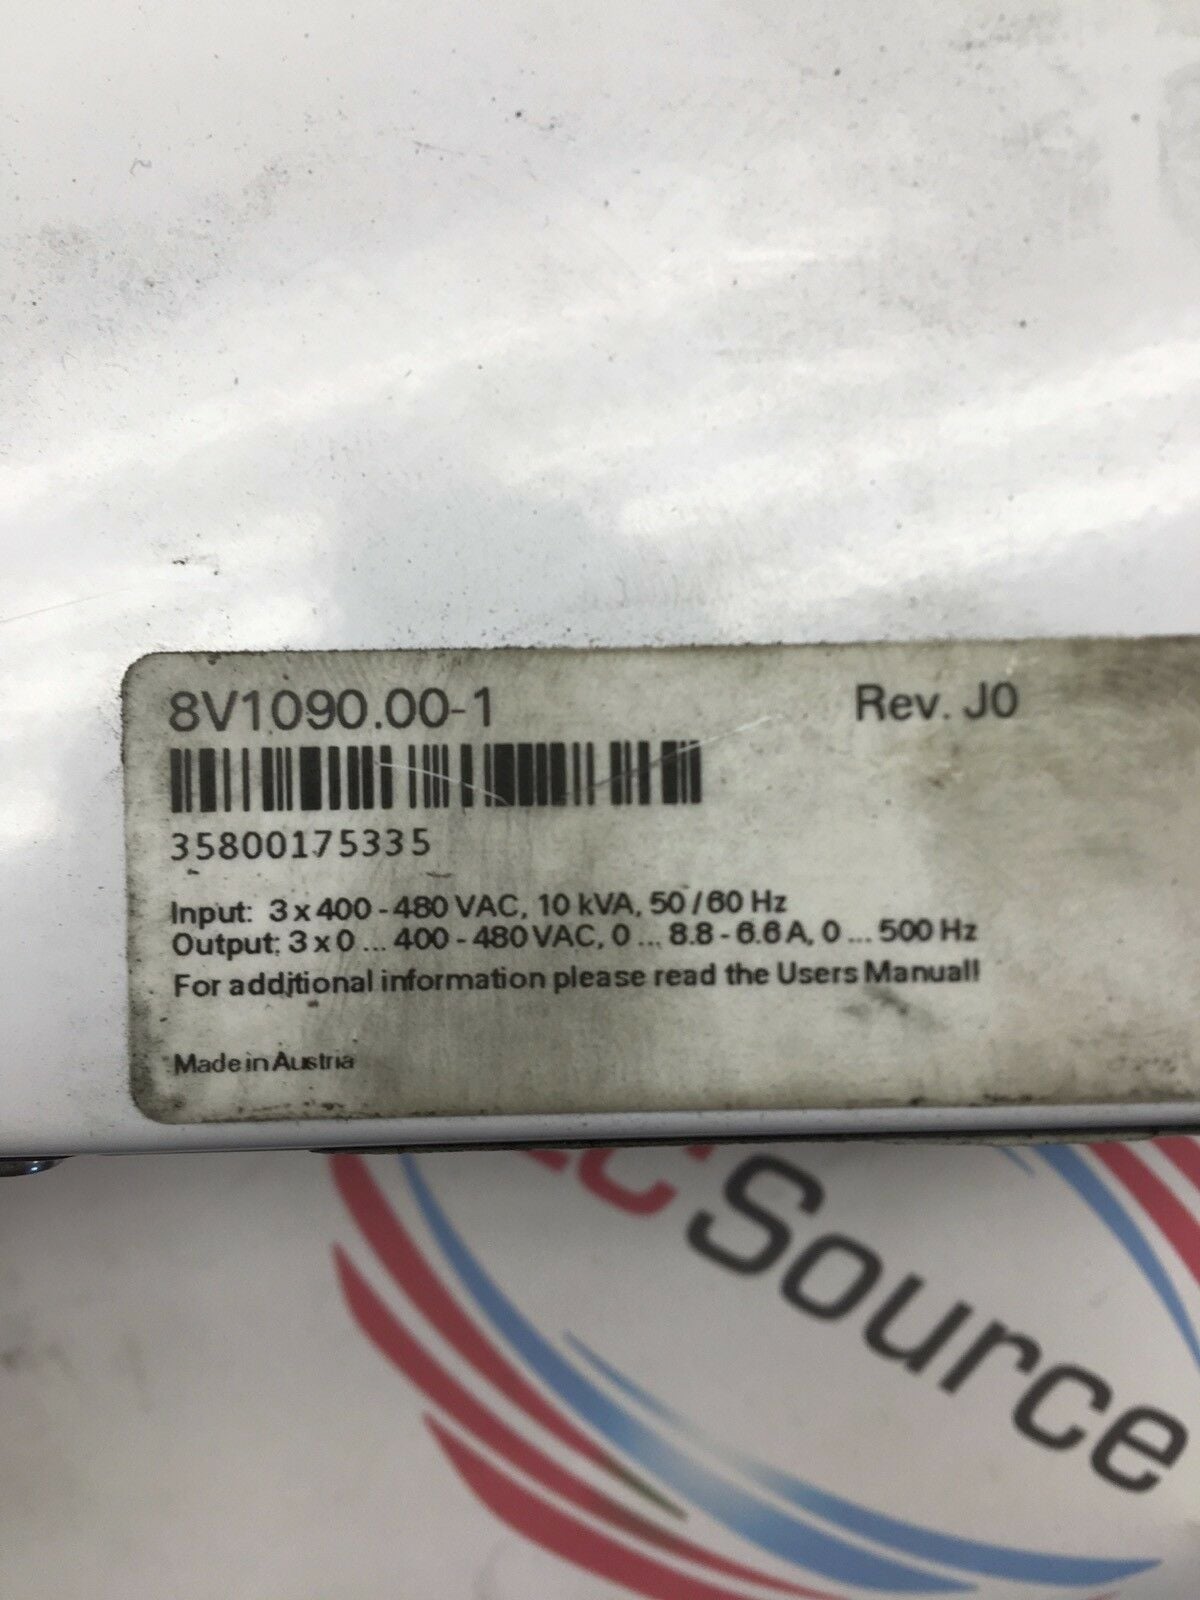 8V1090.00-1 Rev. J0
35800175335
Input: 3 x 400 - 480 VAC, 10 kVA, 50 / 60 Hz
Output: 3 x 0 ... 400 - 480 VAC, 0 ... 8.8 - 6.6 A, 0 ... 500 Hz
For additional information please read the Users Manual!
Made in Austria
Source